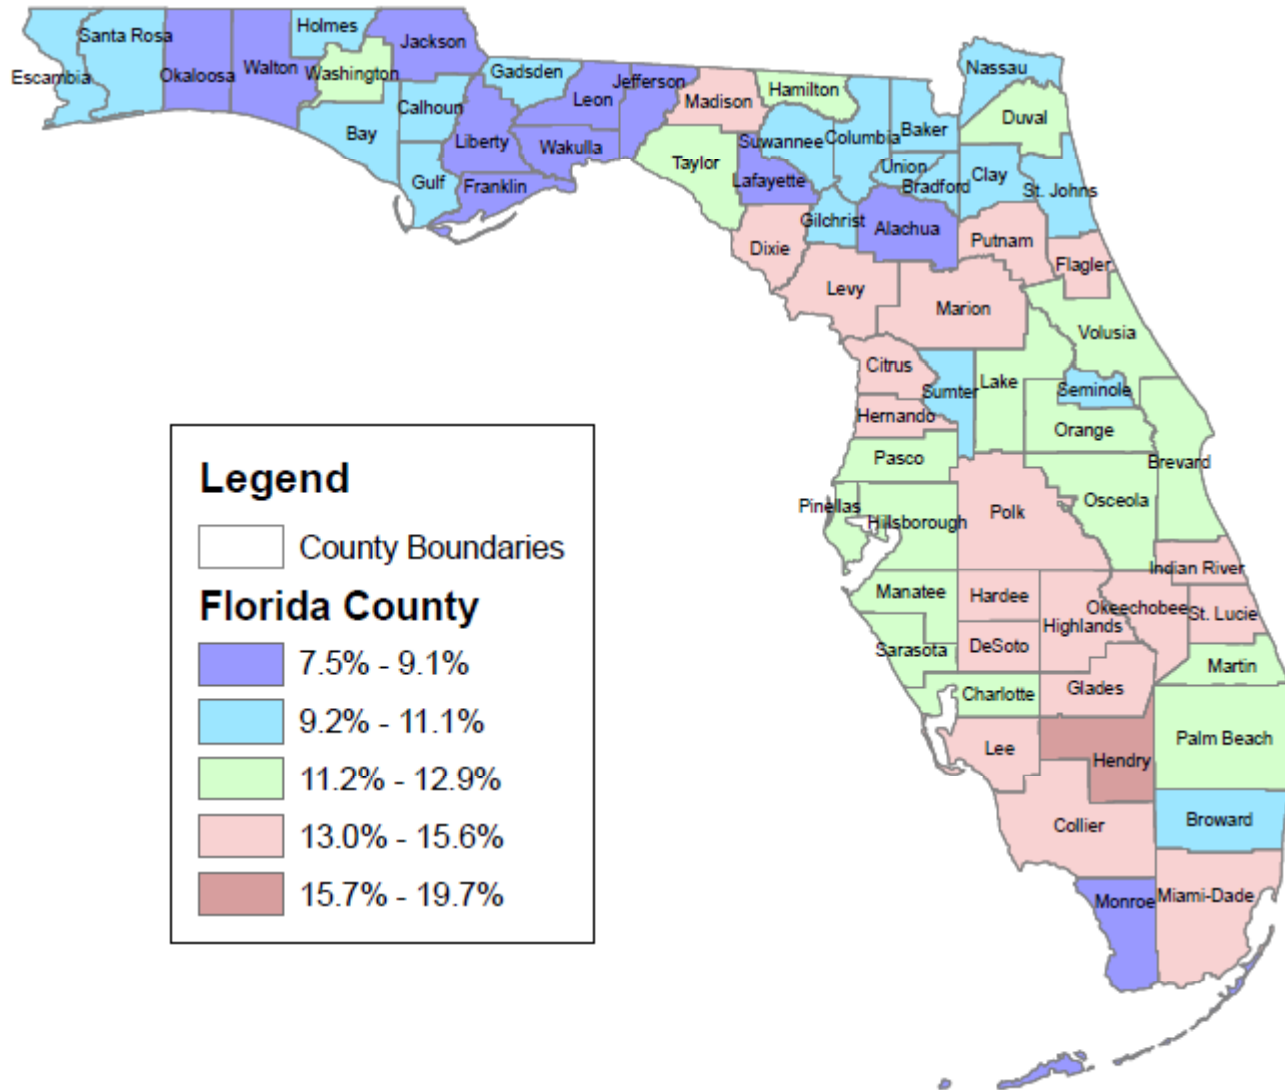 Holmes
Santa Rosa
Jackson
Escambia
Okaloosa
Walton
Washington
Gadsden
Jefferson
Leon
Madison
Hamilton
Nassau
Calhoun
Bay
Liberty
Wakulla
Duval
Suwannee
Columbia
Baker
Taylor
Gulf
Franklin
Lafayette
Union
Bradford
Clay
St. Johns
Gilchrist
Alachua
Dixie
Putnam
Flagler
Levy
Marion
Volusia
Citrus
Sumter
Lake
Seminole
Hernando
Orange
Pasco
Brevard
Pinellas
Hillsborough
Polk
Osceola
Indian River
Manatee
Hardee
Okeechobee
St. Lucie
Highlands
Sarasota
DeSoto
Martin
Charlotte
Glades
Lee
Hendry
Palm Beach
Collier
Broward
Monroe
Miami-Dade
Legend
County Boundaries
Florida County
7.5% - 9.1%
9.2% - 11.1%
11.2% - 12.9%
13.0% - 15.6%
15.7% - 19.7%